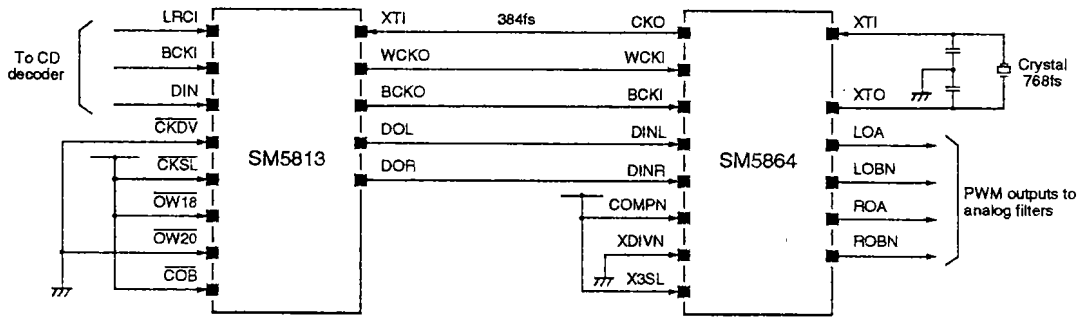 To CD
decoder
LRCI
BCKI
DIN
CKDV
CKSL
OW18
OW20
COB
SM5813
XTI
WCKO
BCKO
DOL
DOR
384fs
CKO
WCKI
BCKI
DINL
DINR
COMPN
XDIVN
X3SL
SM5864
XTI
XTO
LOA
LOBN
ROA
ROBN
Crystal
768fs
PWM outputs to
analog filters